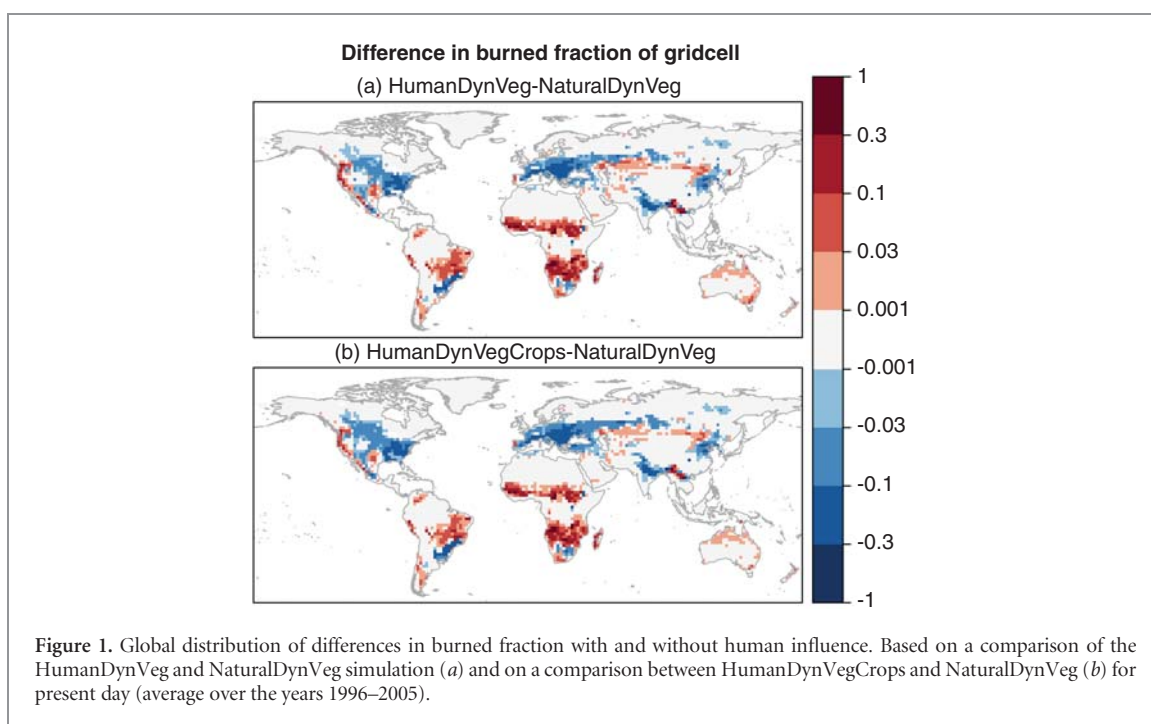 Difference in burned fraction of gridcell
(a) HumanDynVeg-NaturalDynVeg
1
0.3
0.1
0.03
0.001
-0.001
-0.03
-0.1
-0.3
-1
(b) HumanDynVegCrops-NaturalDynVeg
Figure 1. Global distribution of differences in burned fraction with and without human influence. Based on a comparison of the
HumanDynVeg and NaturalDynVeg simulation (a) and on a comparison between HumanDynVegCrops and NaturalDynVeg (b) for
present day (average over the years 1996–2005).